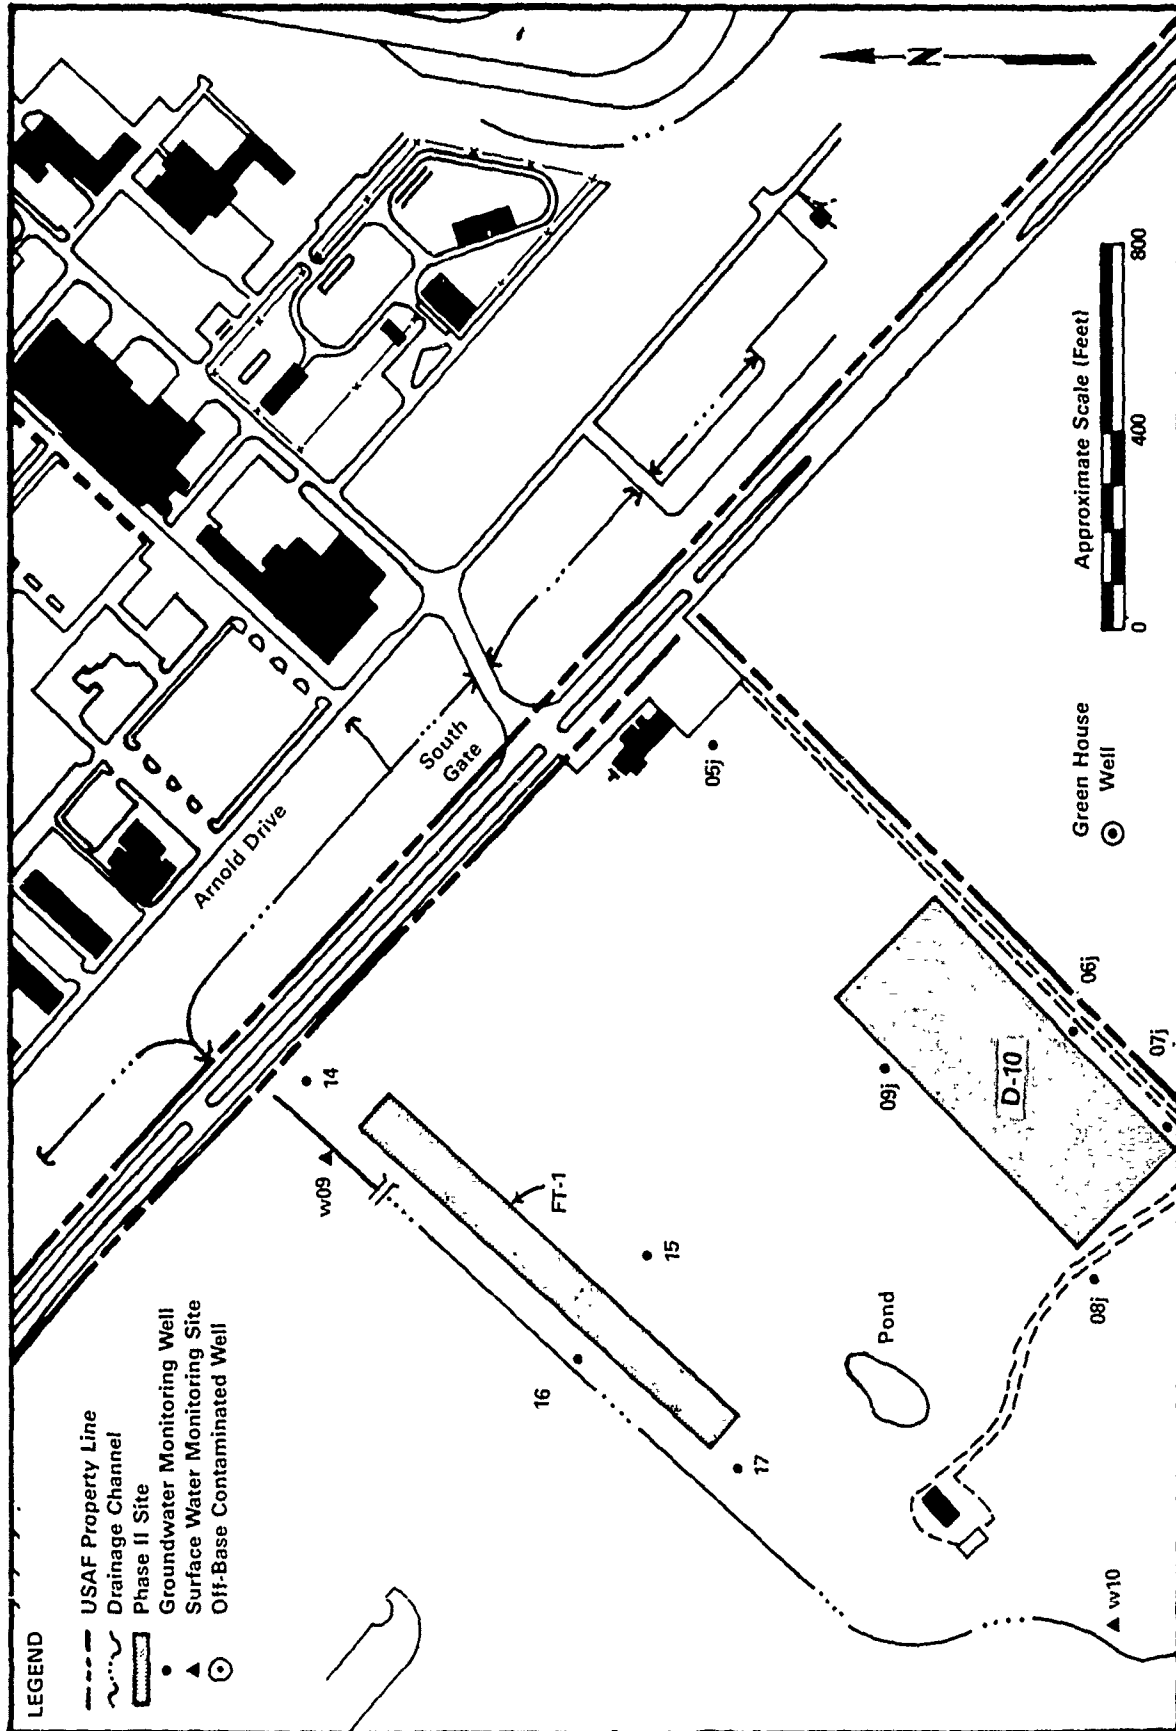 LEGEND
USAF Property Line
Drainage Channel
Phase II Site
Groundwater Monitoring Well
Surface Water Monitoring Site
Off-Base Contaminated Well
Arnold Drive
South
Gate
N
14
w09
FT-1
15
16
17
Pond
05j
09j
D-10
06j
07j
08j
w10
Green House
Well
Approximate Scale (Feet)
0
400
800